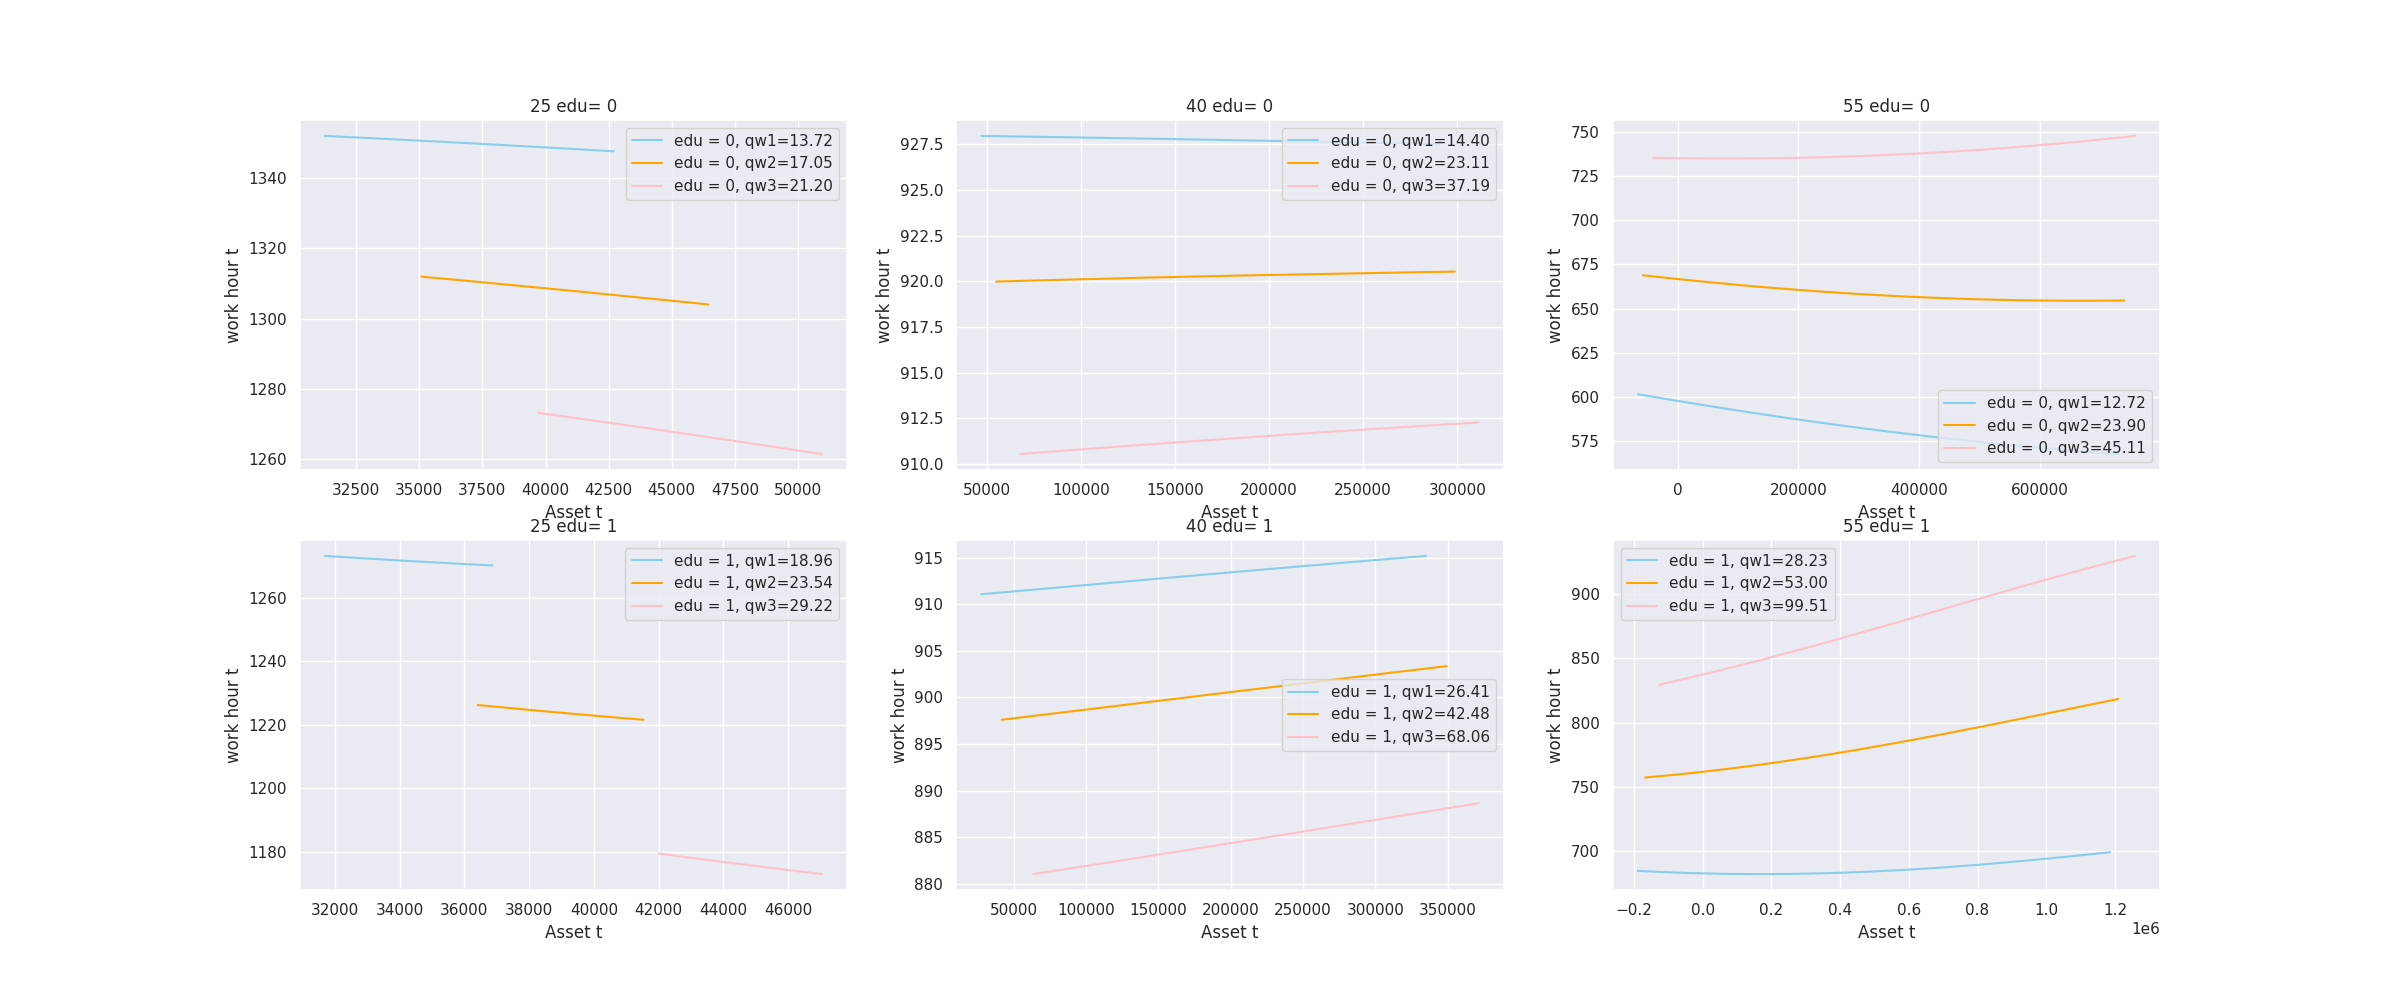 25 edu= 0
edu = 0, qw1=13.72
edu = 0, qw2=17.05
edu = 0, qw3=21.20
work hour t
1340
1320
1300
1280
1260
32500 35000 37500 40000 42500 45000 47500 50000
Asset t
40 edu= 0
edu = 0, qw1=14.40
edu = 0, qw2=23.11
edu = 0, qw3=37.19
work hour t
927.5
925.0
922.5
920.0
917.5
915.0
912.5
910.0
50000 100000 150000 200000 250000 300000
Asset t
55 edu= 0
edu = 0, qw1=12.72
edu = 0, qw2=23.90
edu = 0, qw3=45.11
work hour t
750
725
700
675
650
625
600
575
0 200000 400000 600000
Asset t
25 edu= 1
edu = 1, qw1=18.96
edu = 1, qw2=23.54
edu = 1, qw3=29.22
work hour t
1260
1240
1220
1200
1180
32000 34000 36000 38000 40000 42000 44000 46000
Asset t
40 edu= 1
edu = 1, qw1=26.41
edu = 1, qw2=42.48
edu = 1, qw3=68.06
work hour t
915
910
905
900
895
890
885
880
50000 100000 150000 200000 250000 300000 350000
Asset t
55 edu= 1
edu = 1, qw1=28.23
edu = 1, qw2=53.00
edu = 1, qw3=99.51
work hour t
900
850
800
750
700
−0.2 0.0 0.2 0.4 0.6 0.8 1.0 1.2
1e6
Asset t